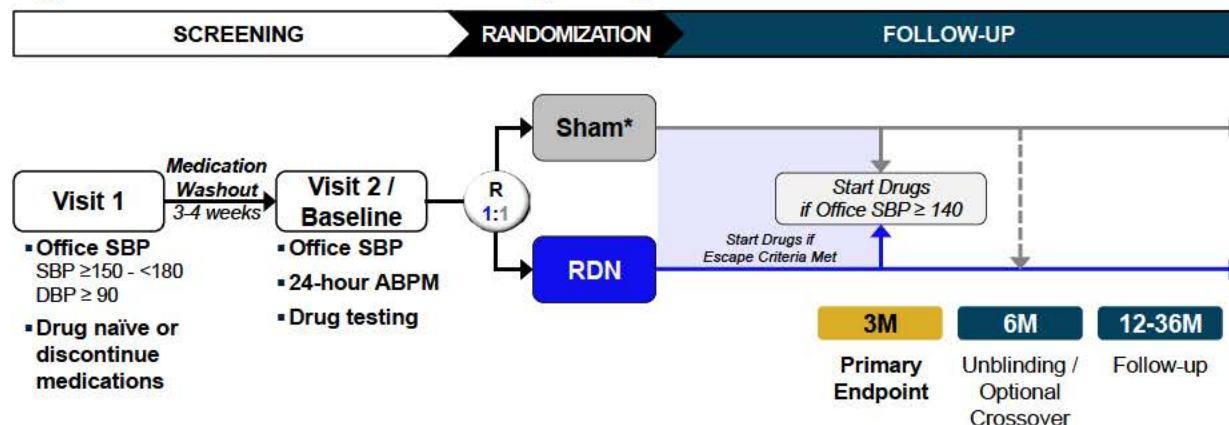 SCREENING
RANDOMIZATION
FOLLOW-UP
Sham*
Medication
Washout
3-4 weeks
Visit 1
Visit 2 /
Baseline
R
1:1
Start Drugs
if Office SBP ≥ 140
Start Drugs if
Escape Criteria Met
RDN
▪ Office SBP
SBP ≥150 - <180
DBP ≥ 90
▪ Drug naïve or
discontinue
medications
▪ Office SBP
▪ 24-hour ABPM
▪ Drug testing
3M
Primary
Endpoint
6M
Unblinding /
Optional
Crossover
12-36M
Follow-up